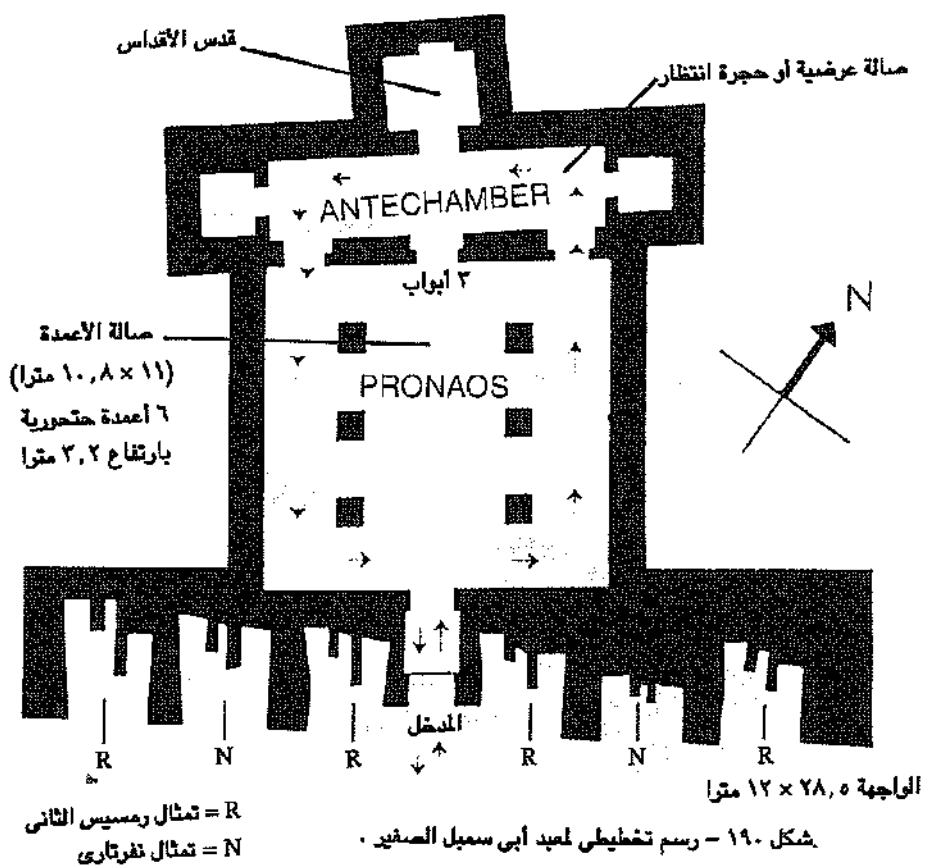 قدس الأقداس
صالة عرضية أو حجرة انتظار
ANTECHAMBER
٣ أبواب
N
صالة الأعمدة
(١١ × ١٠,٨ مترا)
٦ أعمدة حتحورية
بارتفاع ٣,٢ مترا
PRONAOS
المدخل
R
N
R
R
N
R
الواجهة ٢٨,٥ × ١٢ مترا
R = تمثال رمسيس الثانى
N = تمثال نفرتارى
شكل ١٩٠ – رسم تخطيطي لمعبد أبي سمبل الصغير .